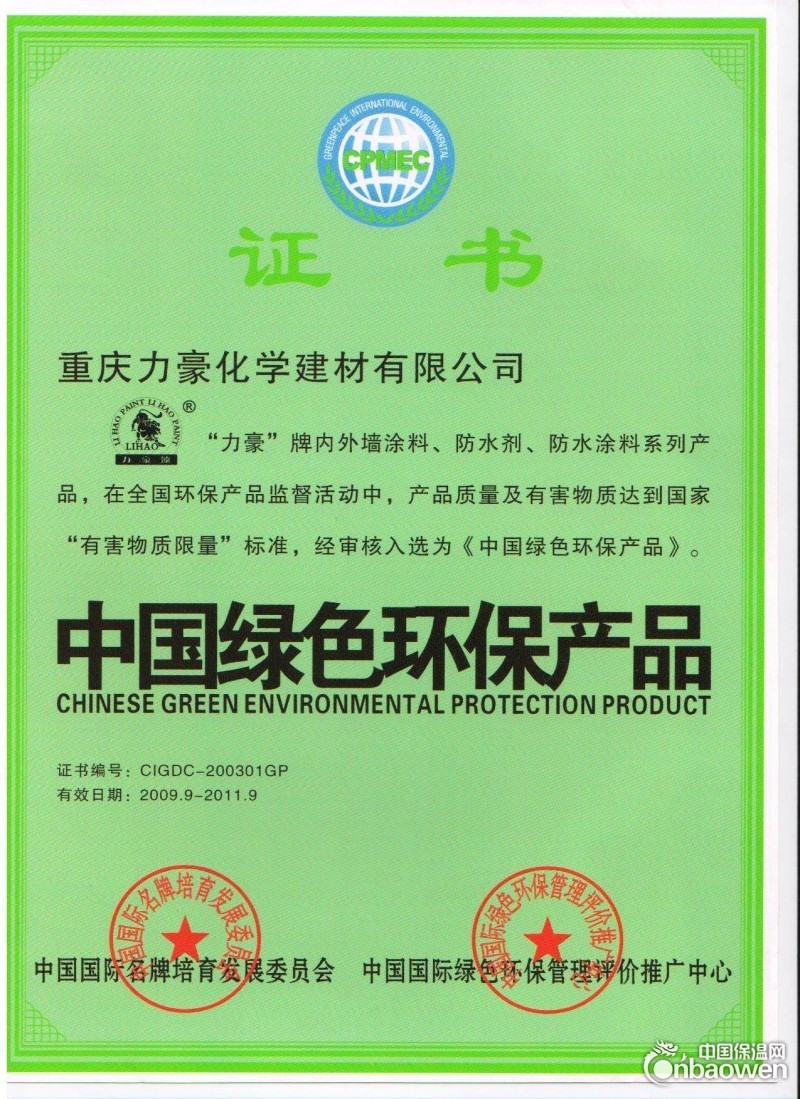 GREENPEACE INTERNATIONAL ENVIRONMENTAL
CPMEC
证 书
重庆力豪化学建材有限公司
LI HAO PAINT LI HAO PAINT
®
LIHAO
力豪漆
“力豪”牌内外墙涂料、防水剂、防水涂料系列产
品，在全国环保产品监督活动中，产品质量及有害物质达到国家
“有害物质限量”标准，经审核入选为《中国绿色环保产品》。
中国绿色环保产品
CHINESE GREEN ENVIRONMENTAL PROTECTION PRODUCT
证书编号：CIGDC-200301GP
有效日期：2009.9-2011.9
中国国际名牌培育发展委员会
中国国际绿色环保管理评价推广中心
中国国际名牌培育发展委员会 中国国际绿色环保管理评价推广中心
中国保温网
Cnbaowen